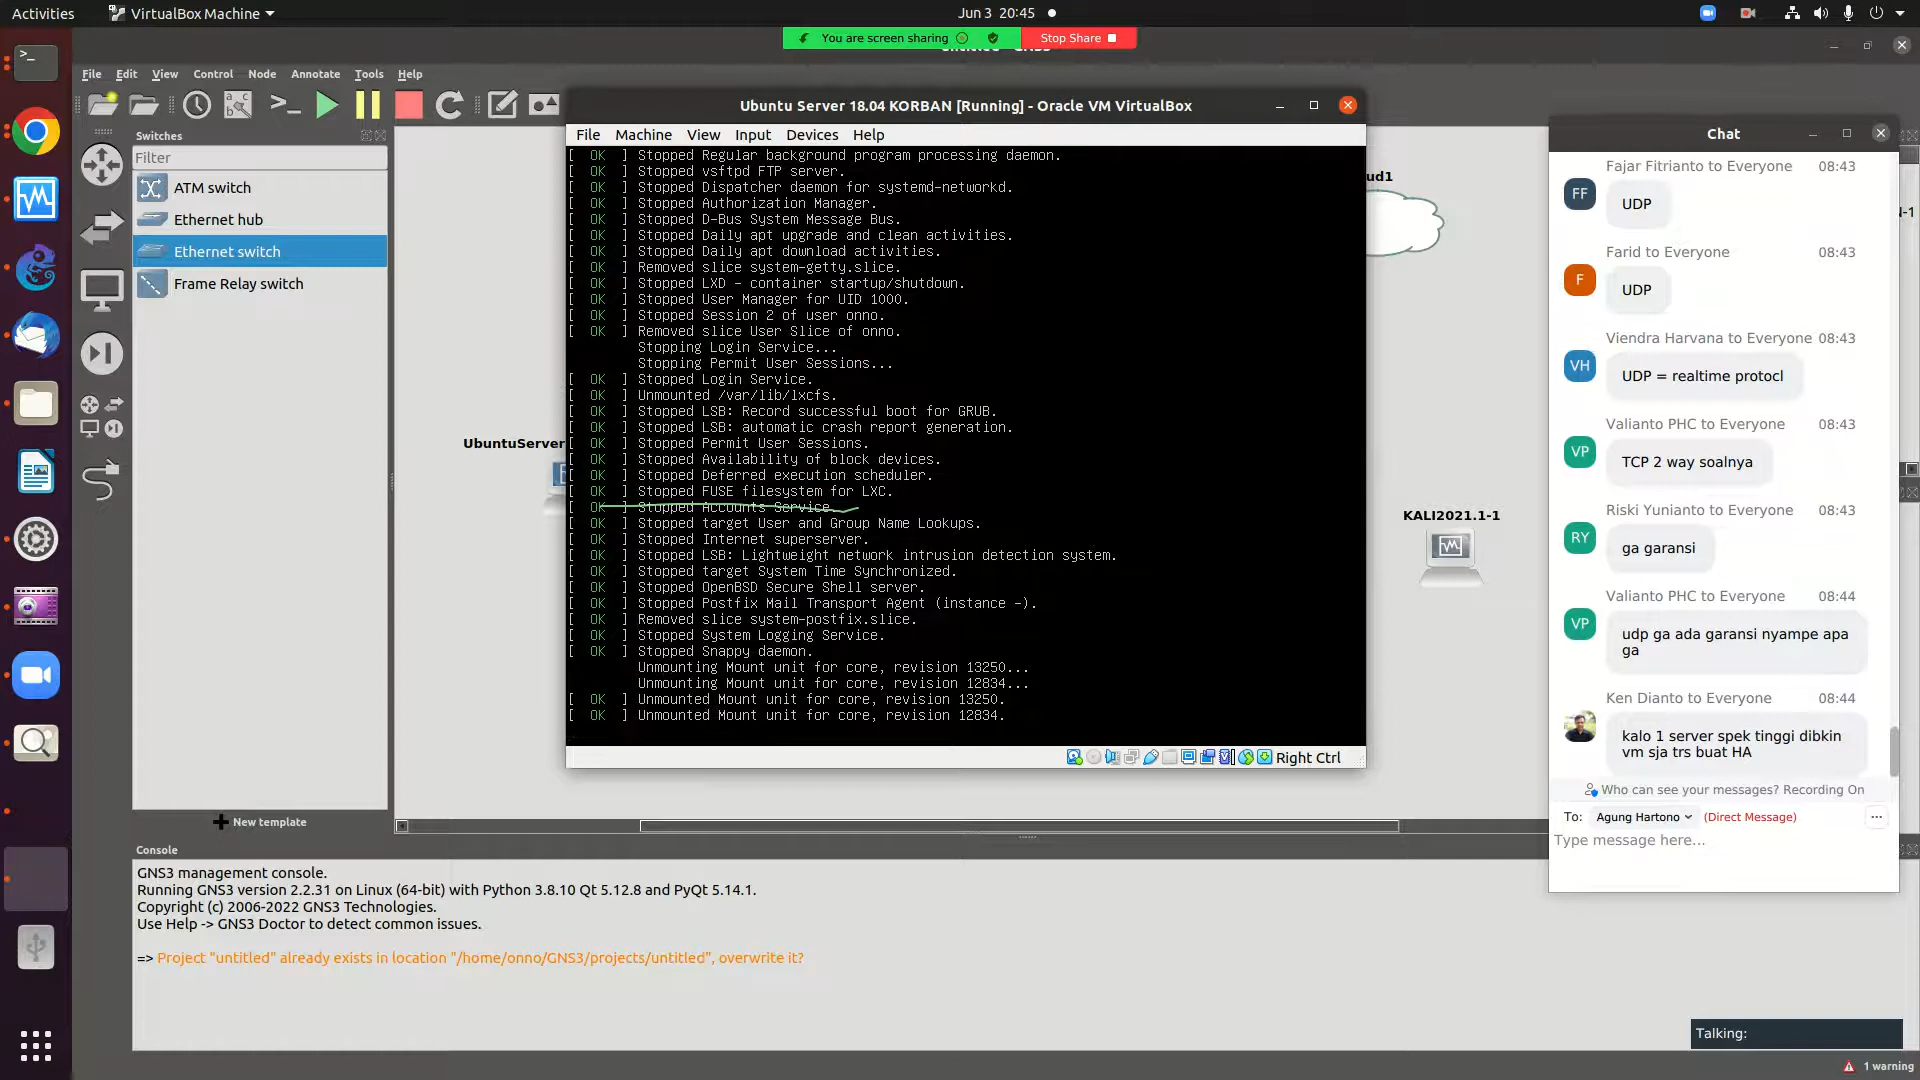 Activities
VirtualBox Machine
Jun 3 20:45
You are screen sharing
Stop Share
File Edit View Control Node Annotate Tools Help
Switches
Filter
ATM switch
Ethernet hub
Ethernet switch
Frame Relay switch
New template
UbuntuServer
ud1
KALI2021.1-1
N-1
Ubuntu Server 18.04 KORBAN [Running] - Oracle VM VirtualBox
File Machine View Input Devices Help
[ OK ] Stopped Regular background program processing daemon.
[ OK ] Stopped vsftpd FTP server.
[ OK ] Stopped Dispatcher daemon for systemd-networkd.
[ OK ] Stopped Authorization Manager.
[ OK ] Stopped D-Bus System Message Bus.
[ OK ] Stopped Daily apt upgrade and clean activities.
[ OK ] Stopped Daily apt download activities.
[ OK ] Removed slice system-getty.slice.
[ OK ] Stopped LXD - container startup/shutdown.
[ OK ] Stopped User Manager for UID 1000.
[ OK ] Stopped Session 2 of user onno.
[ OK ] Removed slice User Slice of onno.
Stopping Login Service...
Stopping Permit User Sessions...
[ OK ] Stopped Login Service.
[ OK ] Unmounted /var/lib/lxcfs.
[ OK ] Stopped LSB: Record successful boot for GRUB.
[ OK ] Stopped LSB: automatic crash report generation.
[ OK ] Stopped Permit User Sessions.
[ OK ] Stopped Availability of block devices.
[ OK ] Stopped Deferred execution scheduler.
[ OK ] Stopped FUSE filesystem for LXC.
[ OK ] Stopped Accounts Service.
[ OK ] Stopped target User and Group Name Lookups.
[ OK ] Stopped Internet superserver.
[ OK ] Stopped LSB: Lightweight network intrusion detection system.
[ OK ] Stopped target System Time Synchronized.
[ OK ] Stopped OpenBSD Secure Shell server.
[ OK ] Stopped Postfix Mail Transport Agent (instance -).
[ OK ] Removed slice system-postfix.slice.
[ OK ] Stopped System Logging Service.
[ OK ] Stopped Snappy daemon.
Unmounting Mount unit for core, revision 13250...
Unmounting Mount unit for core, revision 12834...
[ OK ] Unmounted Mount unit for core, revision 13250.
[ OK ] Unmounted Mount unit for core, revision 12834.
Right Ctrl
Chat
Fajar Fitrianto to Everyone 08:43
FF
UDP
Farid to Everyone 08:43
F
UDP
Viendra Harvana to Everyone 08:43
VH
UDP = realtime protocl
Valianto PHC to Everyone 08:43
VP
TCP 2 way soalnya
Riski Yunianto to Everyone 08:43
RY
ga garansi
Valianto PHC to Everyone 08:44
VP
udp ga ada garansi nyampe apa
ga
Ken Dianto to Everyone 08:44
kalo 1 server spek tinggi dibkin
vm sja trs buat HA
Who can see your messages? Recording On
To: Agung Hartono (Direct Message)
Type message here...
Console
GNS3 management console.
Running GNS3 version 2.2.31 on Linux (64-bit) with Python 3.8.10 Qt 5.12.8 and PyQt 5.14.1.
Copyright (c) 2006-2022 GNS3 Technologies.
Use Help -> GNS3 Doctor to detect common issues.
=> Project "untitled" already exists in location "/home/onno/GNS3/projects/untitled", overwrite it?
Talking:
1 warning